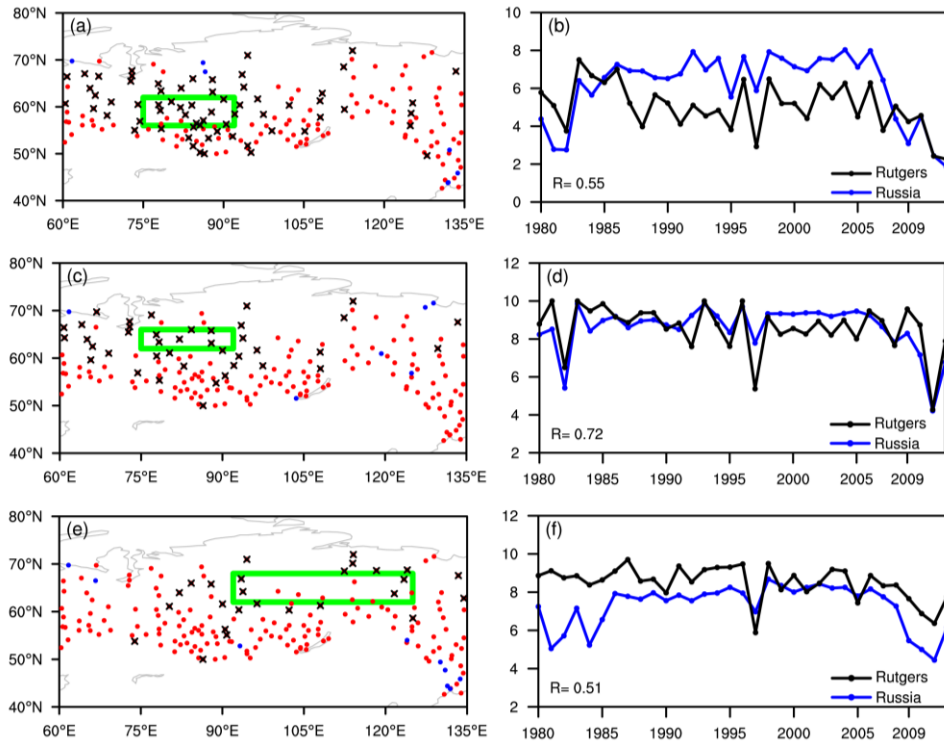 (a)
80°N
70°N
60°N
50°N
40°N
60°E 75°E 90°E 105°E 120°E 135°E
(b)
10
8
6
4
2
0
R= 0.55
Rutgers
Russia
1980 1985 1990 1995 2000 2005 2009
(c)
80°N
70°N
60°N
50°N
40°N
60°E 75°E 90°E 105°E 120°E 135°E
(d)
12
10
8
6
4
2
R= 0.72
Rutgers
Russia
1980 1985 1990 1995 2000 2005 2009
(e)
80°N
70°N
60°N
50°N
40°N
60°E 75°E 90°E 105°E 120°E 135°E
(f)
12
10
8
6
4
2
R= 0.51
Rutgers
Russia
1980 1985 1990 1995 2000 2005 2009